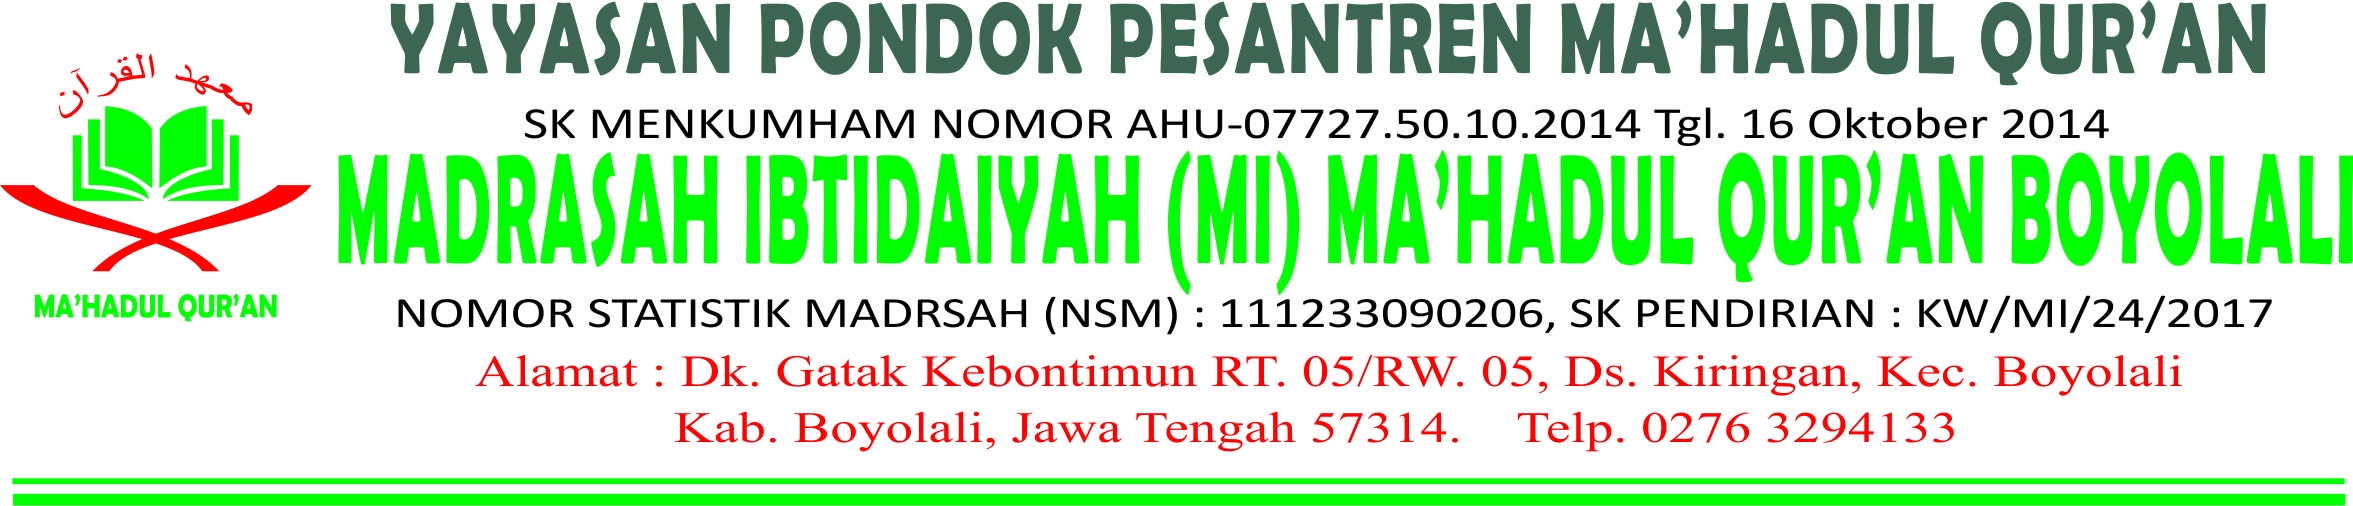 YAYASAN PONDOK PESANTREN MA'HADUL QUR'AN
SK MENKUMHAM NOMOR AHU-07727.50.10.2014 Tgl. 16 Oktober 2014
معهد القرآن
MA'HADUL QUR'AN
MADRASAH IBTIDAIYAH (MI) MA'HADUL QUR'AN BOYOLALI
NOMOR STATISTIK MADRSAH (NSM) : 111233090206, SK PENDIRIAN : KW/MI/24/2017
Alamat : Dk. Gatak Kebontimun RT. 05/RW. 05, Ds. Kiringan, Kec. Boyolali
Kab. Boyolali, Jawa Tengah 57314. Telp. 0276 3294133